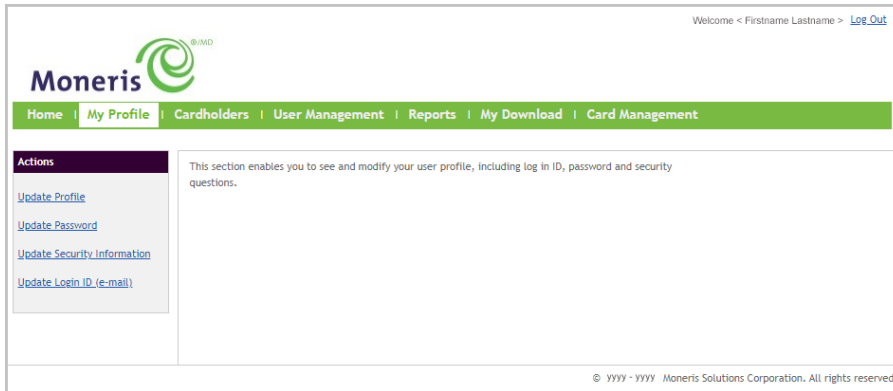 Welcome < Firstname Lastname > Log Out
®/MD
Moneris
Home | My Profile | Cardholders | User Management | Reports | My Download | Card Management
Actions
Update Profile
Update Password
Update Security Information
Update Login ID (e-mail)
This section enables you to see and modify your user profile, including log in ID, password and security
questions.
© yyyy - yyyy Moneris Solutions Corporation. All rights reserved